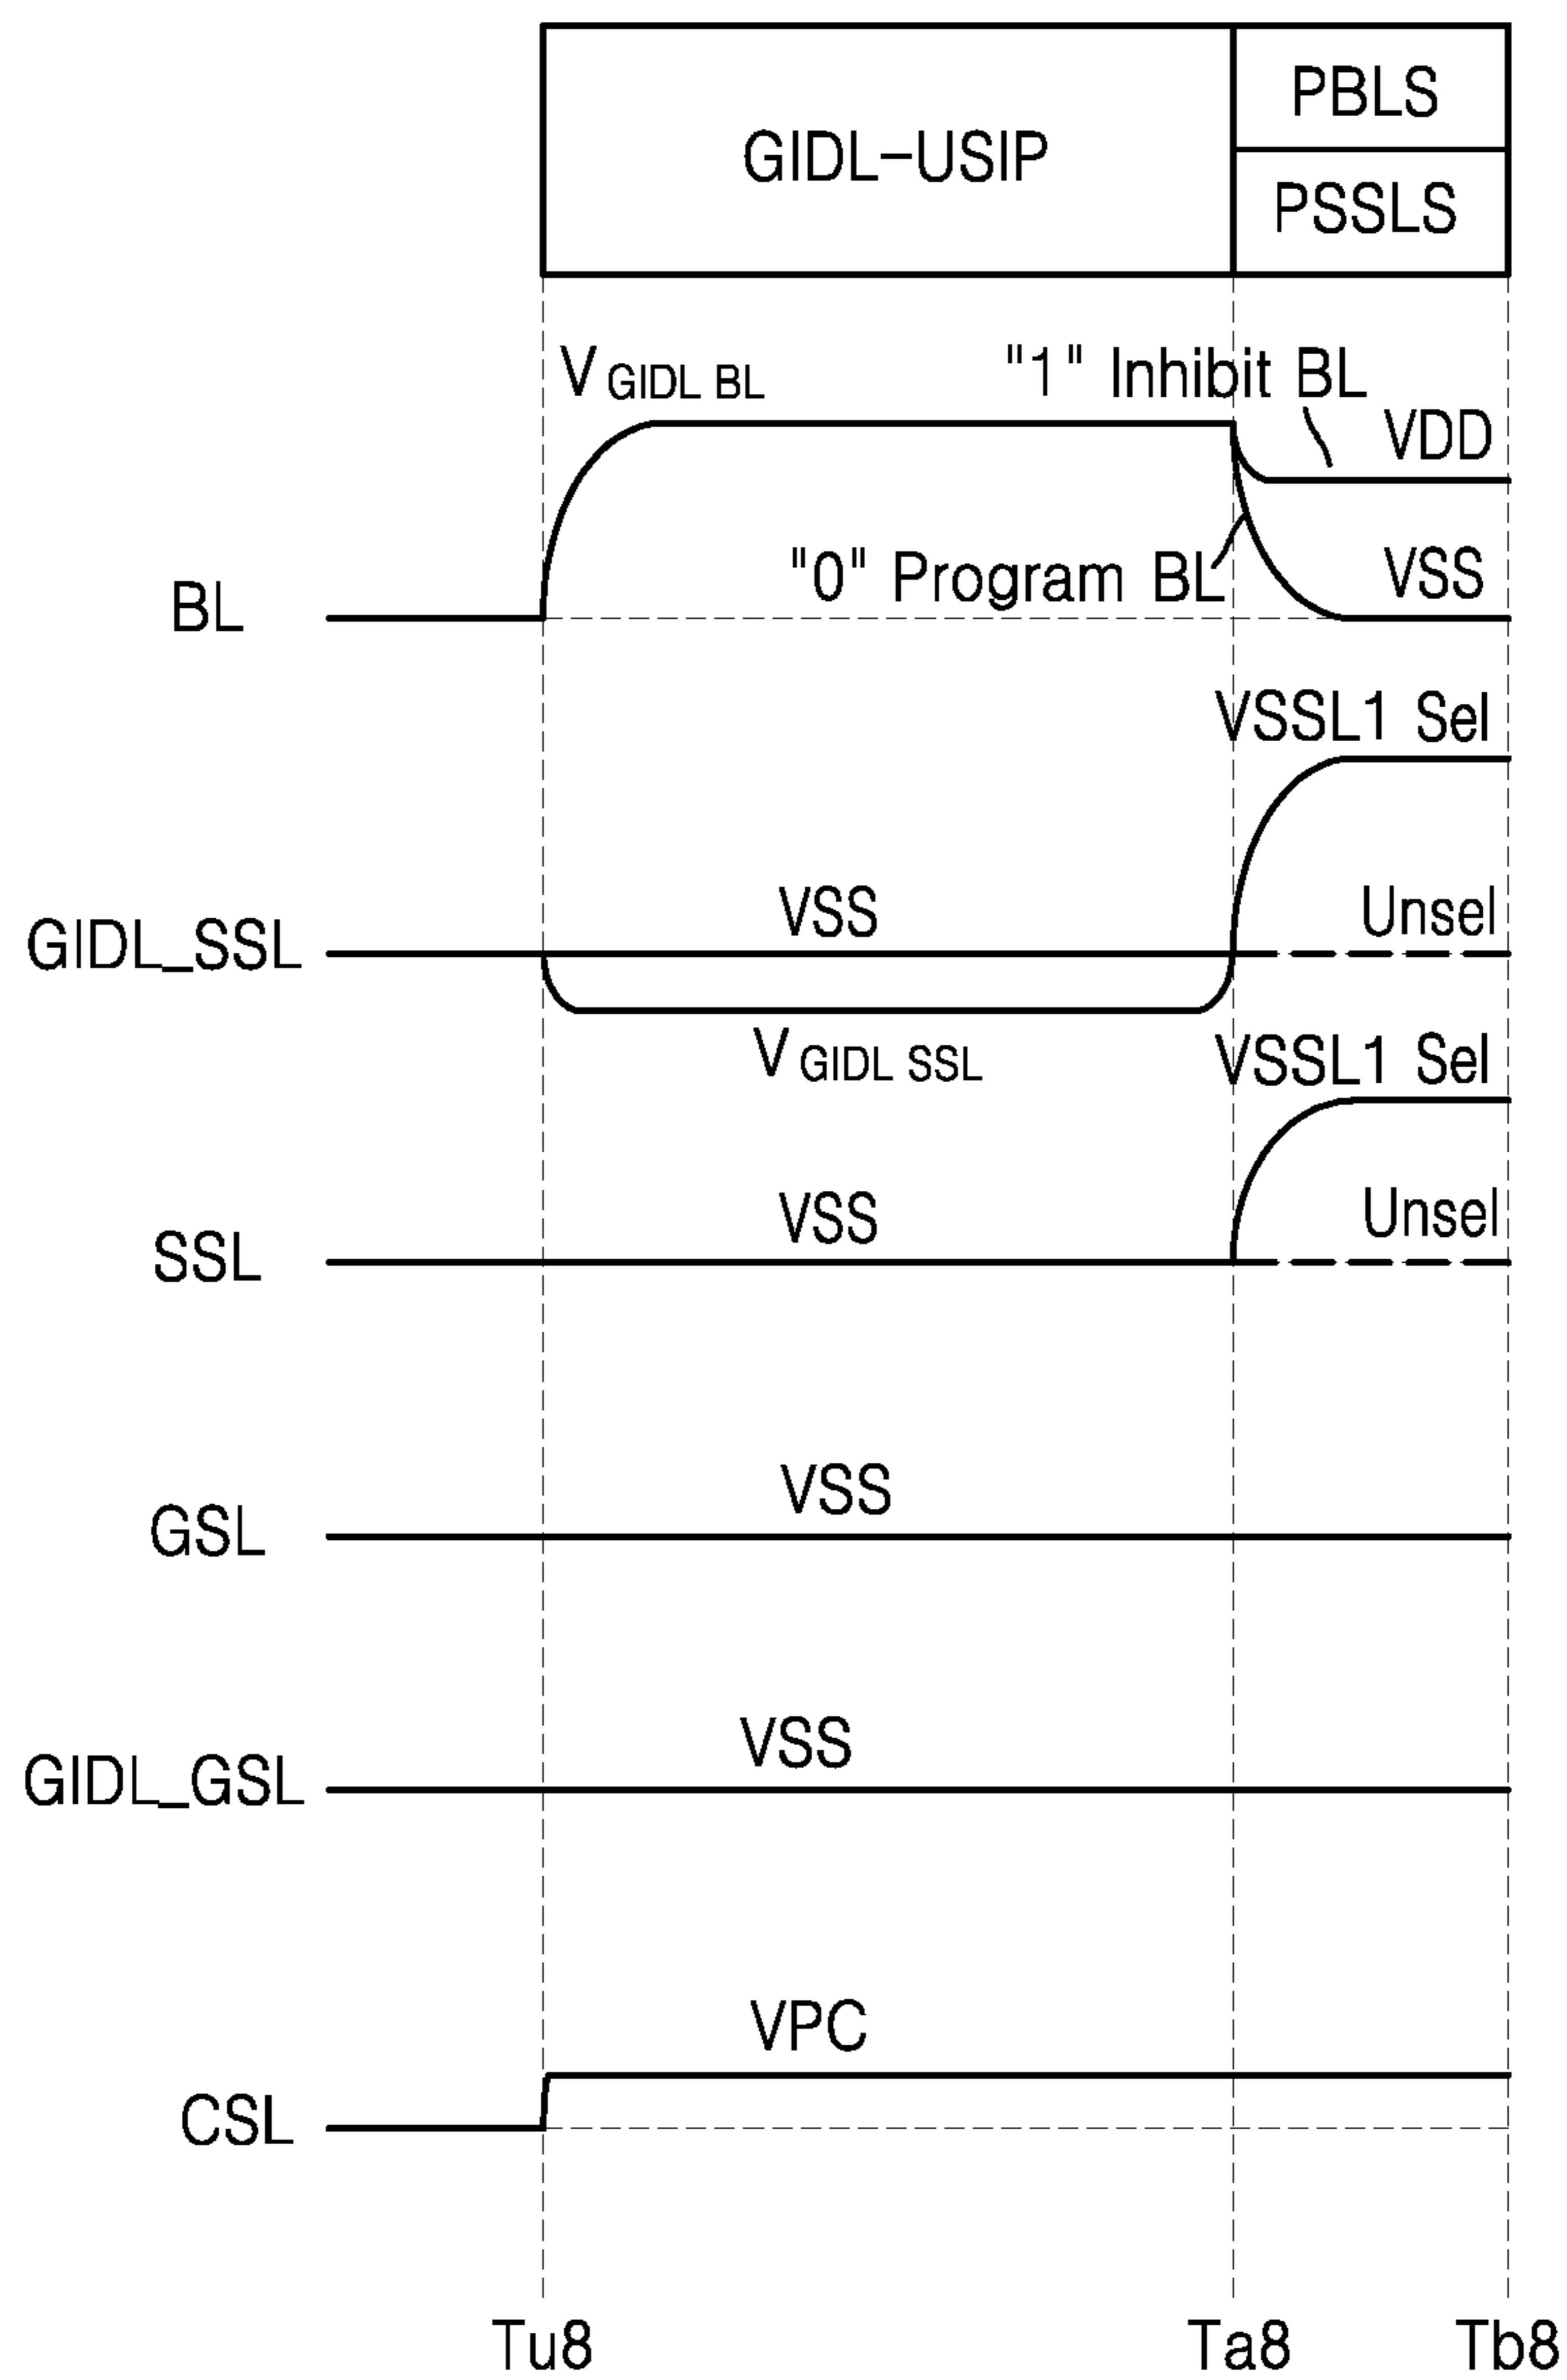 PBLS
GIDL-USIP
PSSLS
V GIDL BL
"1" Inhibit BL
VDD
"0" Program BL
VSS
BL
VSSL1 Sel
VSS
Unsel
GIDL_SSL
V GIDL SSL
VSSL1 Sel
VSS
Unsel
SSL
VSS
GSL
VSS
GIDL_GSL
VPC
CSL
Tu8
Ta8
Tb8